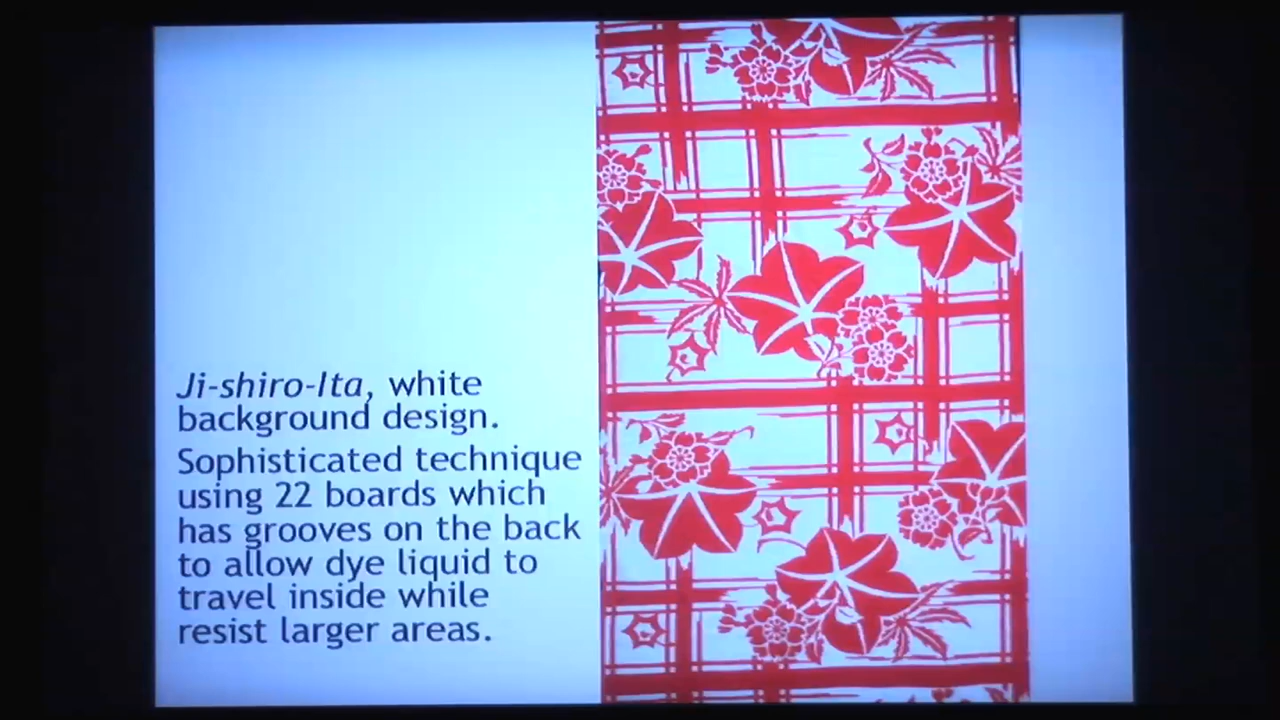 Ji-shiro-Ita, white
background design.
Sophisticated technique
using 22 boards which
has grooves on the back
to allow dye liquid to
travel inside while
resist larger areas.